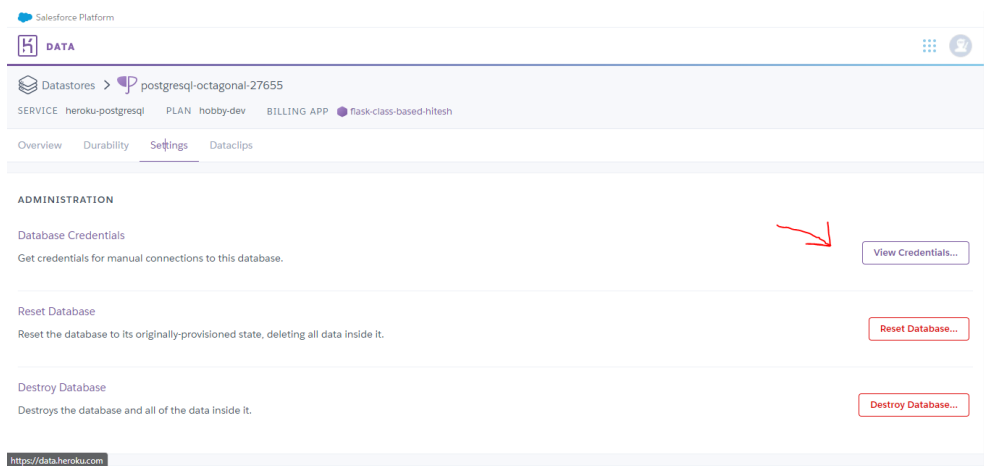 Salesforce Platform
DATA
Datastores > postgresql-octagonal-27655
SERVICE heroku-postgresql PLAN hobby-dev BILLING APP flask-class-based-hitesh
Overview Durability Settings Dataclips
ADMINISTRATION
Database Credentials
Get credentials for manual connections to this database.
View Credentials...
Reset Database
Reset the database to its originally-provisioned state, deleting all data inside it.
Reset Database...
Destroy Database
Destroys the database and all of the data inside it.
Destroy Database...
https://data.heroku.com